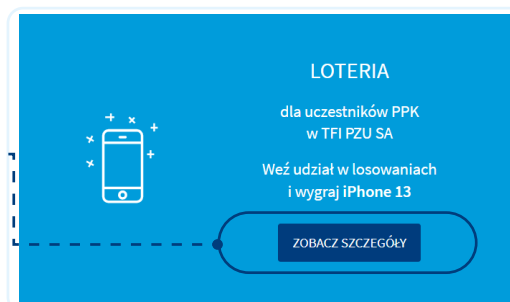 LOTERIA
dla uczestników PPK
w TFI PZU SA
Weź udział w losowaniach
i wygraj iPhone 13
ZOBACZ SZCZEGÓŁY